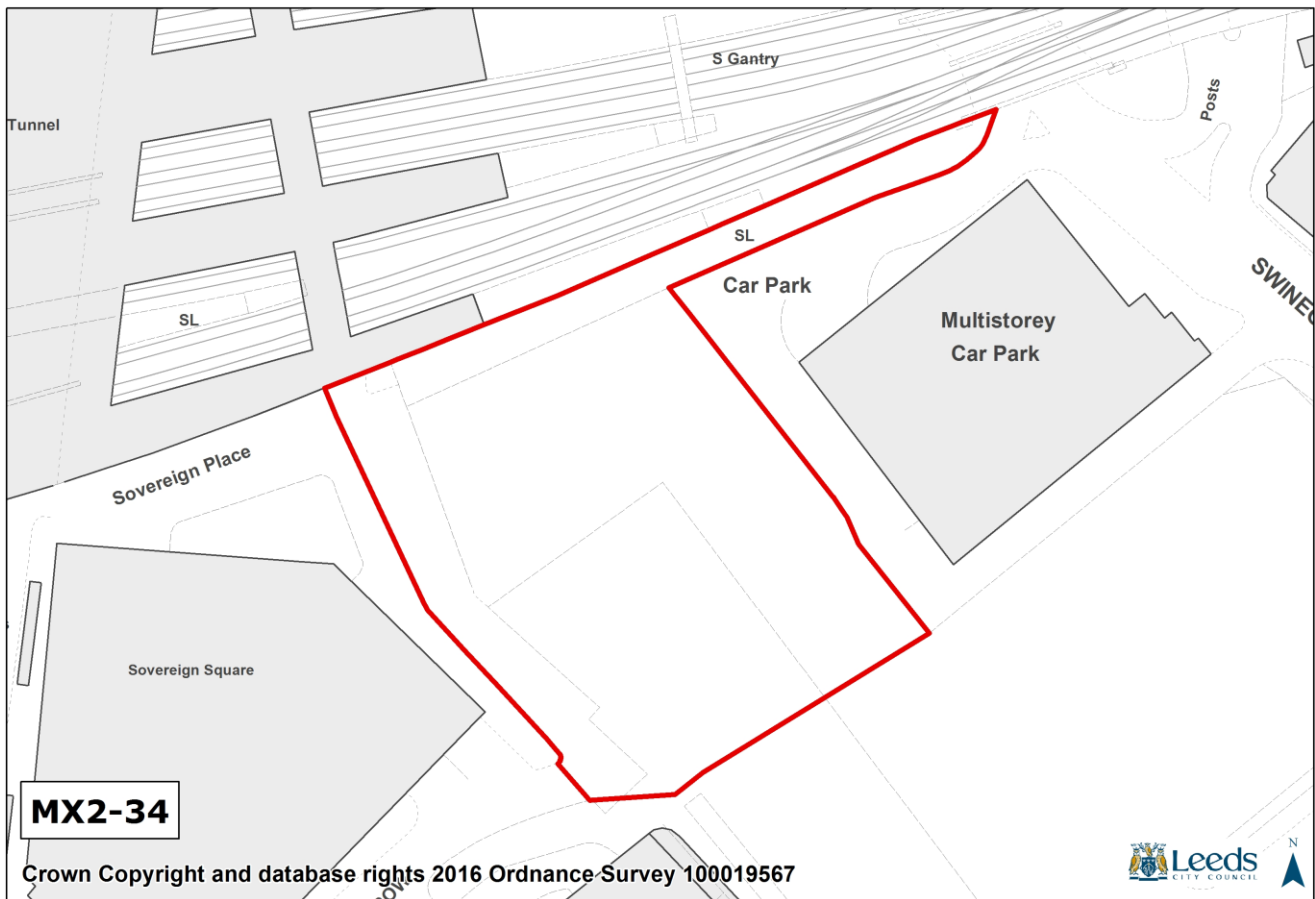 S Gantry
Tunnel
Posts
SL
SL
Car Park
Multistorey
Car Park
Sovereign Place
Sovereign Square
MX2-34
Crown Copyright and database rights 2016 Ordnance Survey 100019567
Leeds
CITY COUNCIL
N